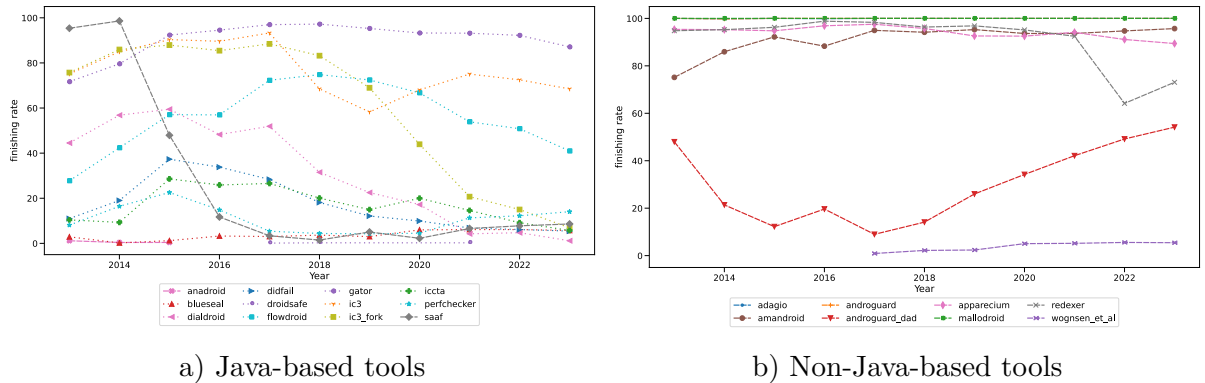 100
80
60
40
20
0
finishing rate
2014
2016
2018
2020
2022
Year
anadroid
blueseal
dialdroid
didfail
droidsafe
flowdroid
gator
ic3
ic3_fork
iccta
perfchecker
saaf
a) Java-based tools
100
80
60
40
20
0
finishing rate
2014
2016
2018
2020
2022
Year
adagio
amandroid
androguard
androguard_dad
apparecium
mallodroid
redexer
wognsen_et_al
b) Non-Java-based tools